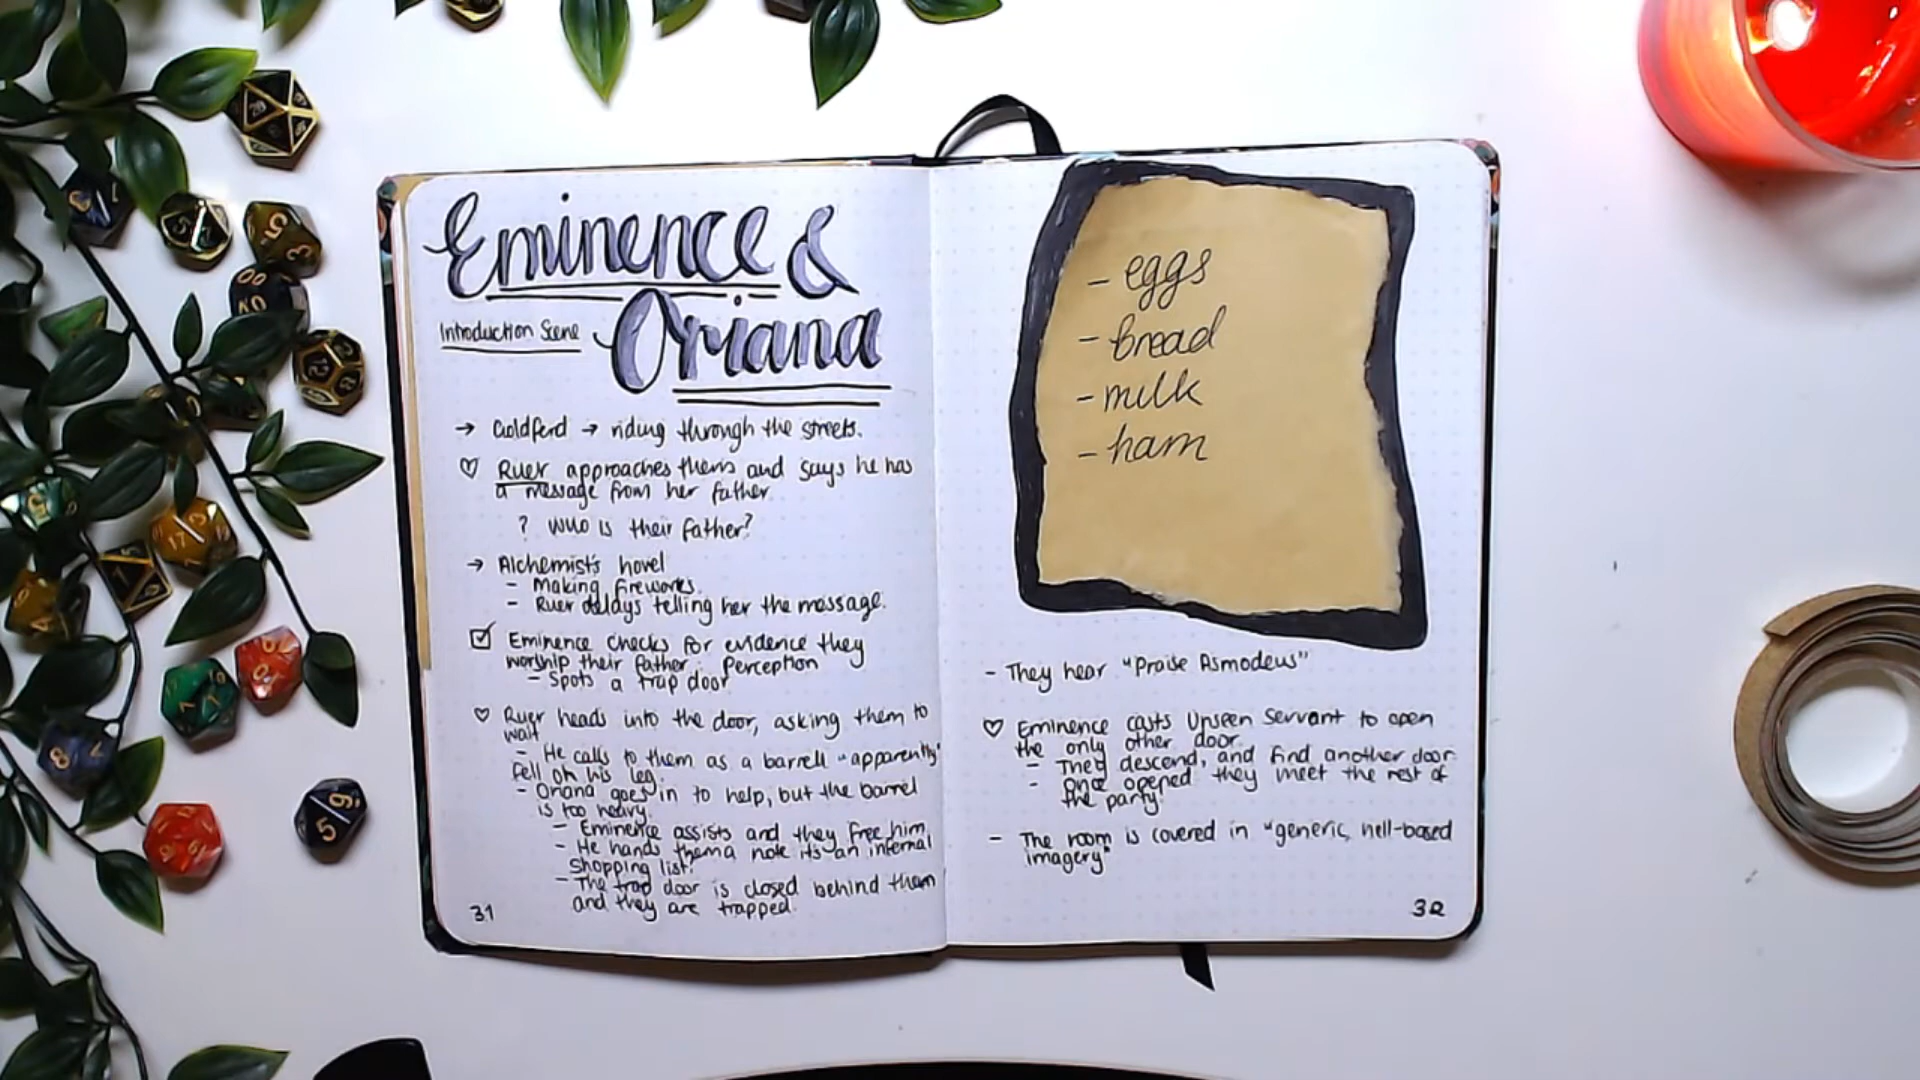 Eminence &
Introduction Scene
Oriana
→ Goldferd → riding through the streets.
♡ Ruer approaches them and says he has
a message from her father.
? Who is their father?
→ Alchemist's hovel
- Making fireworks.
- Ruer delays telling her the message.
☑ Eminence checks for evidence they
worship their father. Perception
- Spots a trap door
♡ Ruer heads into the door, asking them to
wait
- He calls to them as a barrell "apparently"
fell on his leg.
- Oriana goes in to help, but the barrel
is too heavy.
- Eminence assists and they free him.
- He hands them a note its an infernal
Shopping list.
- The trap door is closed behind them
and they are trapped.
31
- eggs
- bread
- milk
- ham
- They hear "Praise Asmodeus"
♡ Eminence casts Unseen Servant to open
the only other door.
- They descend, and find another door
- once opened they meet the rest of
the party.
- The room is covered in "generic, hell-based
imagery"
32